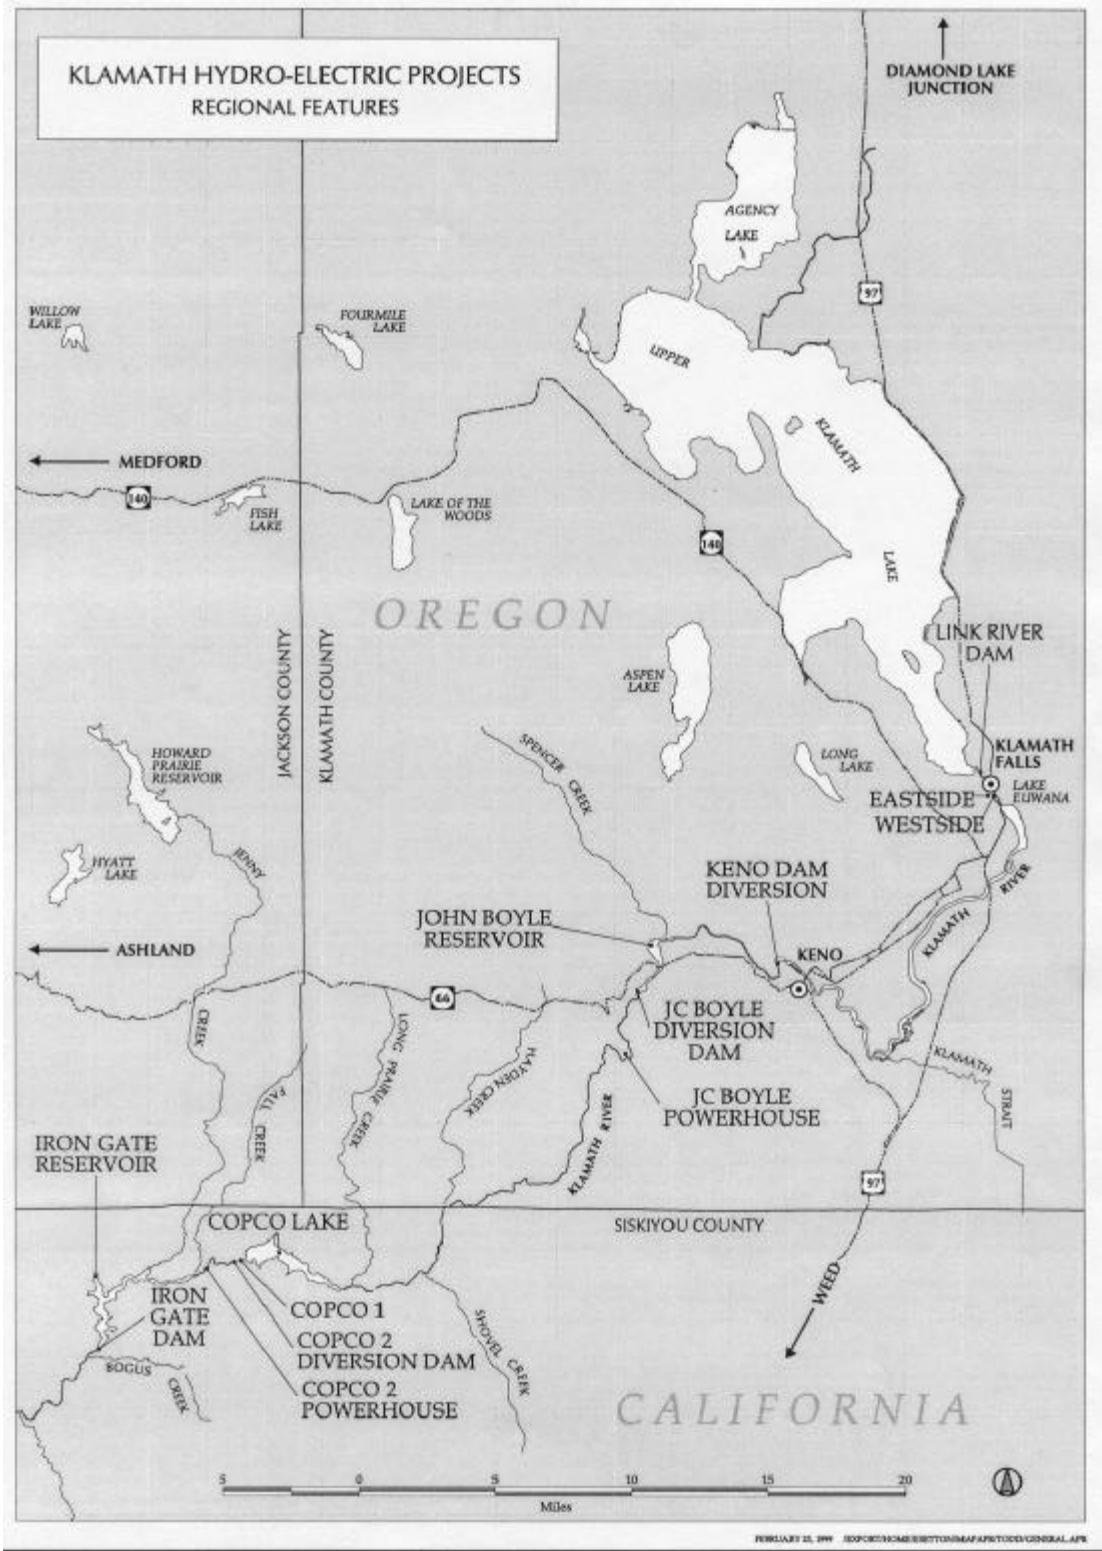 KLAMATH HYDRO-ELECTRIC PROJECTS
REGIONAL FEATURES
DIAMOND LAKE
JUNCTION
AGENCY
LAKE
97
WILLOW
LAKE
FOURMILE
LAKE
UPPER
KLAMATH
LAKE
MEDFORD
140
FISH
LAKE
LAKE OF THE
WOODS
140
OREGON
LINK RIVER
DAM
JACKSON COUNTY
KLAMATH COUNTY
ASPEN
LAKE
HOWARD
PRAIRIE
RESERVOIR
SPENCER CREEK
LONG
LAKE
KLAMATH
FALLS
LAKE
EUWANA
EASTSIDE
WESTSIDE
HYATT
LAKE
JENNY
KENO DAM
DIVERSION
KLAMATH RIVER
JOHN BOYLE
RESERVOIR
ASHLAND
KENO
66
CREEK
LONG PRAIRIE CREEK
HAYDEN CREEK
JC BOYLE
DIVERSION
DAM
KLAMATH
STRAIT
FALL CREEK
JC BOYLE
POWERHOUSE
KLAMATH RIVER
IRON GATE
RESERVOIR
97
COPCO LAKE
SISKIYOU COUNTY
WEED
IRON
GATE
DAM
COPCO 1
COPCO 2
DIVERSION DAM
SHOVEL CREEK
BOGUS
CREEK
COPCO 2
POWERHOUSE
CALIFORNIA
5 0 5 10 15 20
Miles
FEBRUARY 25, 1999